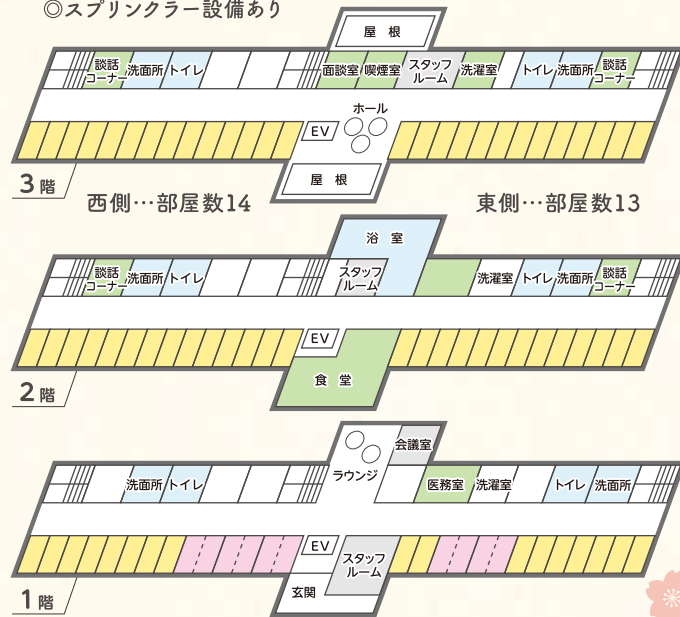 ◎スプリンクラー設備あり
屋 根
談話
コーナー
洗面所
トイレ
面談室
喫煙室
スタッフ
ルーム
洗濯室
トイレ
洗面所
談話
コーナー
ホール
EV
屋 根
3階
西側…部屋数14
東側…部屋数13
浴 室
談話
コーナー
洗面所
トイレ
スタッフ
ルーム
洗濯室
トイレ
洗面所
談話
コーナー
EV
食 堂
2階
会議室
ラウンジ
洗面所
トイレ
医務室
洗濯室
トイレ
洗面所
EV
スタッフ
ルーム
玄関
1階